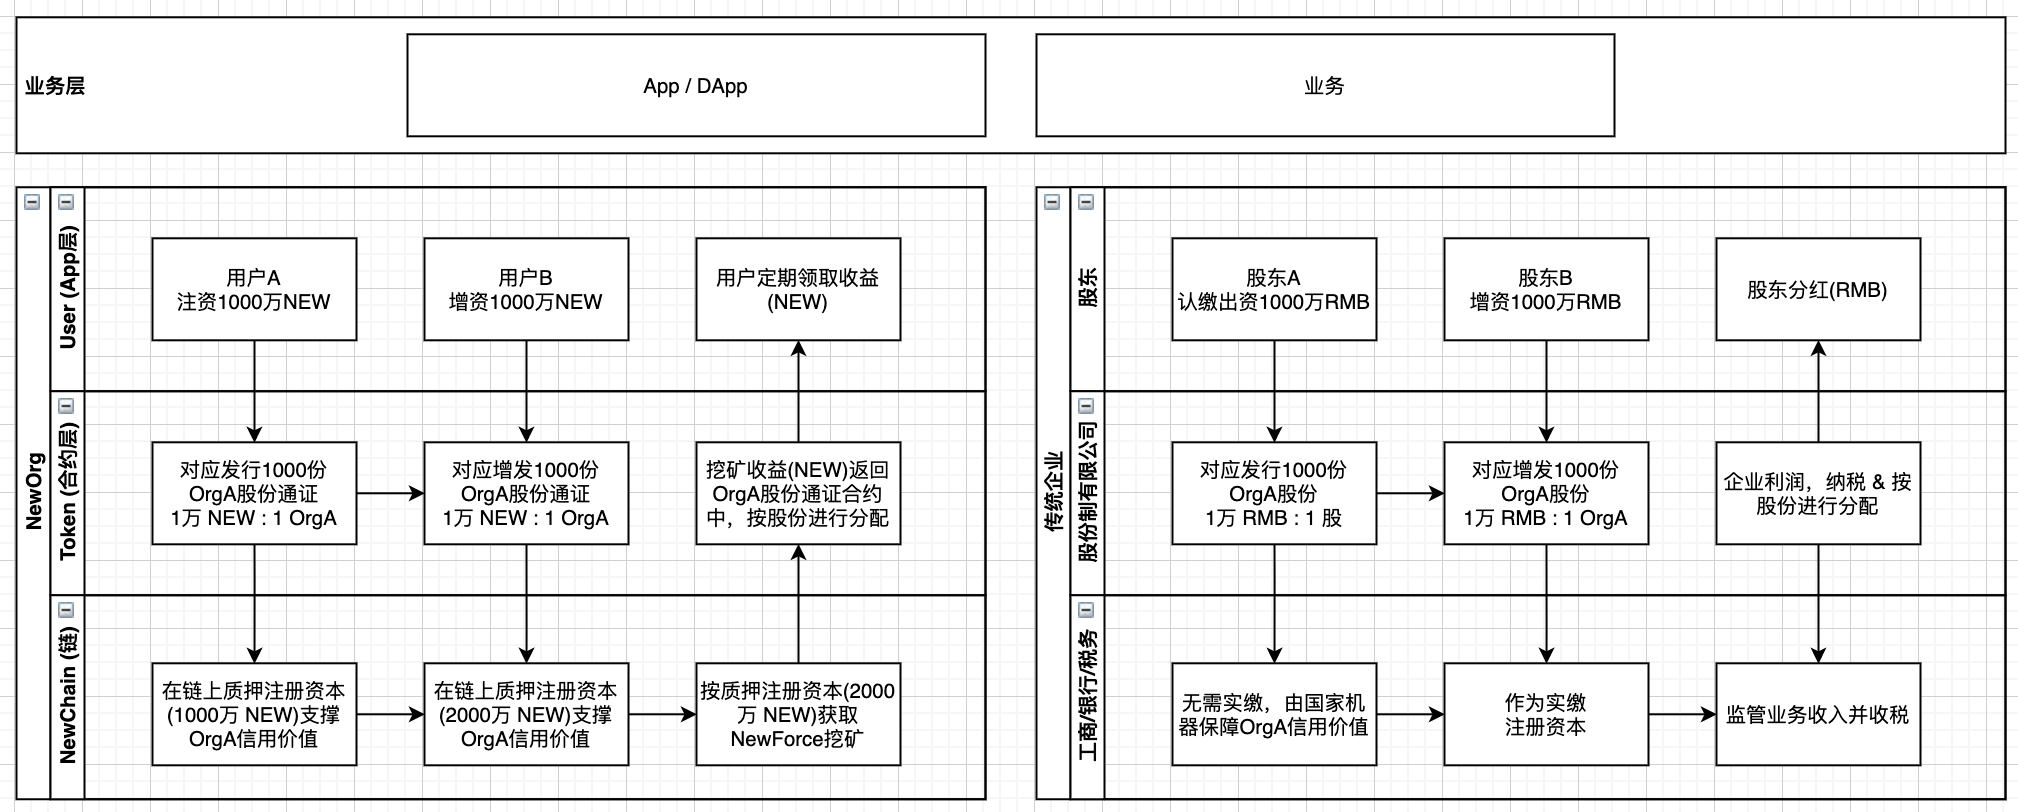 业务层
App / DApp
业务
NewOrg
User (App层)
用户A
注资1000万NEW
用户B
增资1000万NEW
用户定期领取收益
(NEW)
Token (合约层)
对应发行1000份
OrgA股份通证
1万 NEW : 1 OrgA
对应增发1000份
OrgA股份通证
1万 NEW : 1 OrgA
挖矿收益(NEW)返回
OrgA股份通证合约
中，按股份进行分配
NewChain (链)
在链上质押注册资本
(1000万 NEW)支撑
OrgA信用价值
在链上质押注册资本
(2000万 NEW)支撑
OrgA信用价值
按质押注册资本(2000
万 NEW)获取
NewForce挖矿
传统企业
股东
股东A
认缴出资1000万RMB
股东B
增资1000万RMB
股东分红(RMB)
股份制有限公司
对应发行1000份
OrgA股份
1万 RMB : 1 股
对应增发1000份
OrgA股份
1万 RMB : 1 OrgA
企业利润，纳税 & 按
股份进行分配
工商/银行/税务
无需实缴，由国家机
器保障OrgA信用价值
作为实缴
注册资本
监管业务收入并收税